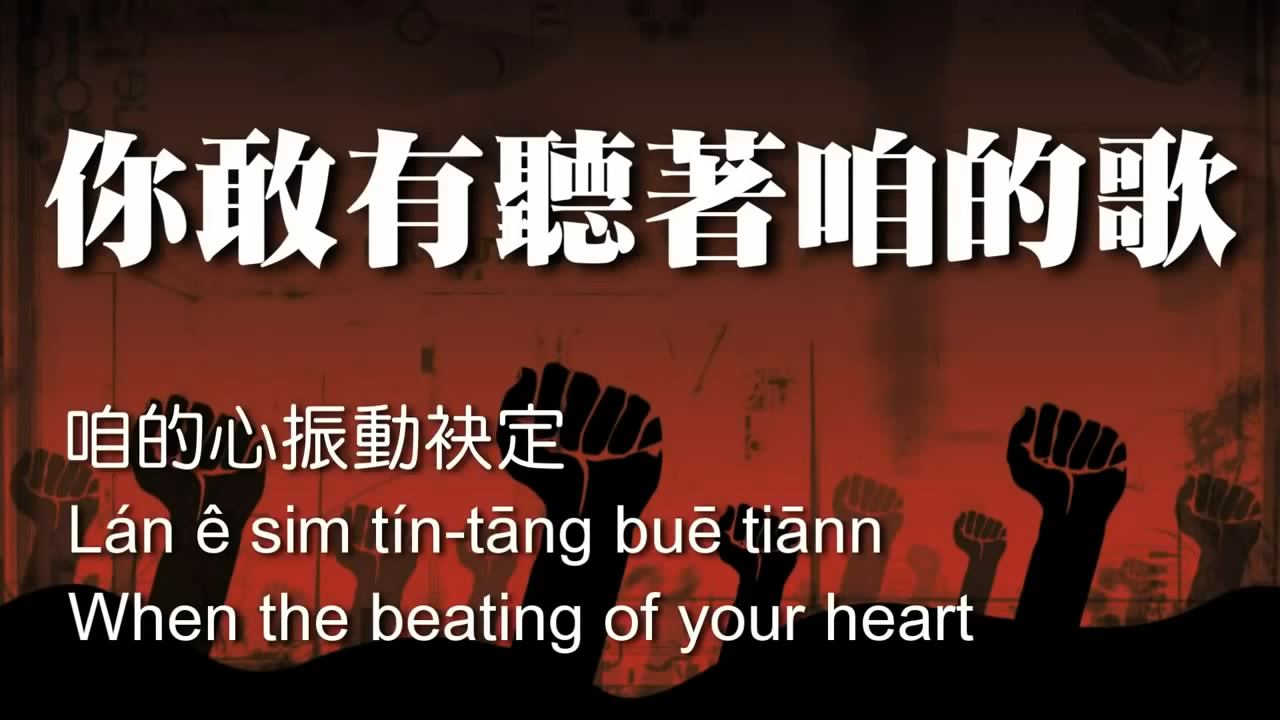 你敢有聽著咱的歌
咱的心振動袂定
Lán ê sim tín-tāng buē tiānn
When the beating of your heart